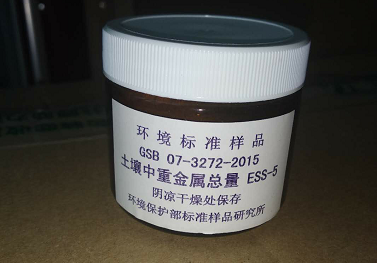 环境标准样品
GSB 07-3272-2015
土壤中重金属总量 ESS-5
阴凉干燥处保存
环境保护部标准样品研究所